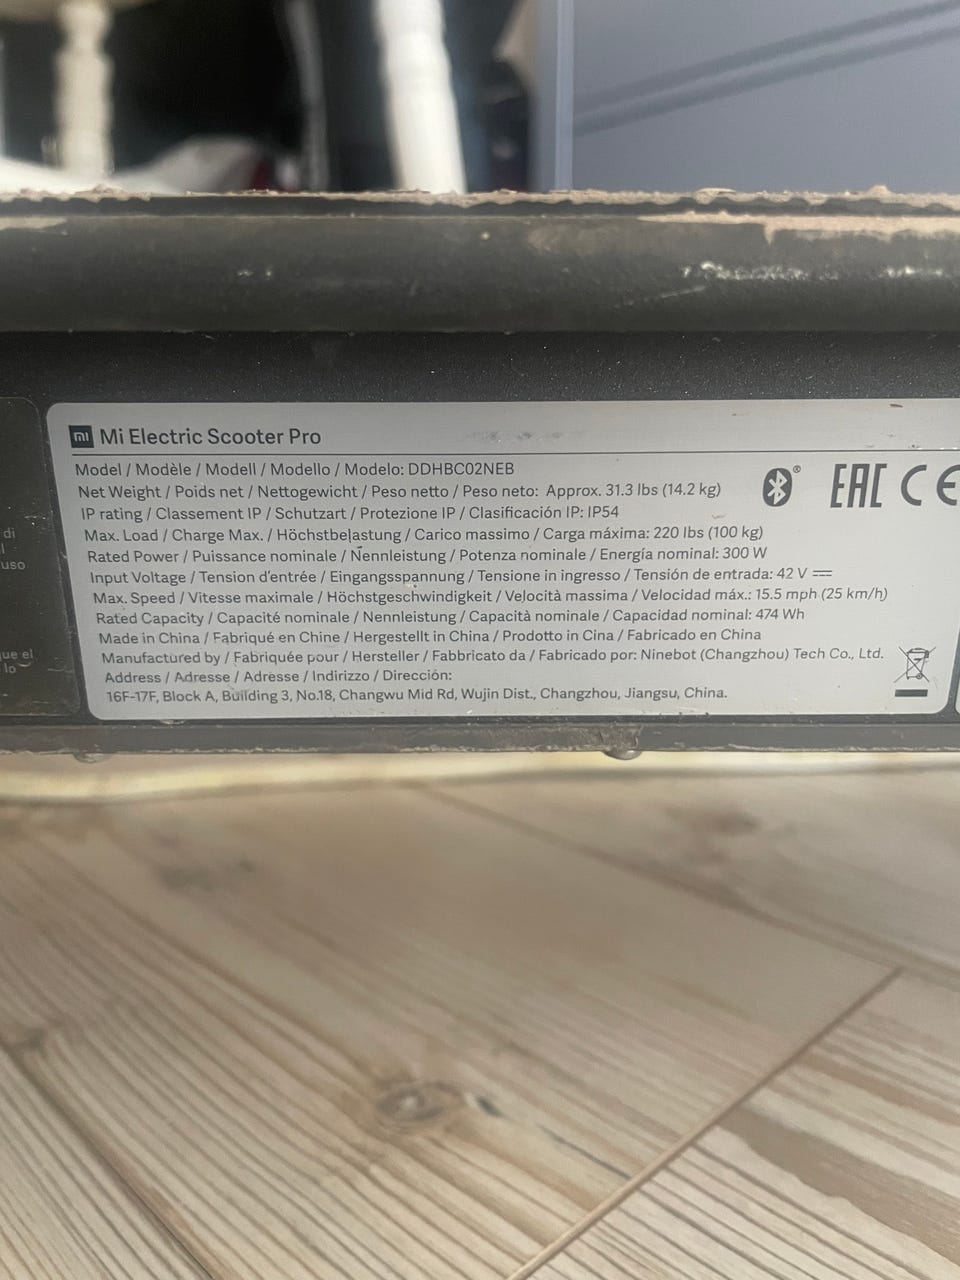 mi Mi Electric Scooter Pro
Model / Modèle / Modell / Modello / Modelo: DDHBC02NEB
Net Weight / Poids net / Nettogewicht / Peso netto / Peso neto: Approx. 31.3 lbs (14.2 kg)
IP rating / Classement IP / Schutzart / Protezione IP / Clasificación IP: IP54
Max. Load / Charge Max. / Höchstbelastung / Carico massimo / Carga máxima: 220 lbs (100 kg)
Rated Power / Puissance nominale / Nennleistung / Potenza nominale / Energía nominal: 300 W
Input Voltage / Tension d'entrée / Eingangsspannung / Tensione in ingresso / Tensión de entrada: 42 V ⎓
Max. Speed / Vitesse maximale / Höchstgeschwindigkeit / Velocità massima / Velocidad máx.: 15.5 mph (25 km/h)
Rated Capacity / Capacité nominale / Nennleistung / Capacità nominale / Capacidad nominal: 474 Wh
Made in China / Fabriqué en Chine / Hergestellt in China / Prodotto in Cina / Fabricado en China
Manufactured by / Fabriquée pour / Hersteller / Fabbricato da / Fabricado por: Ninebot (Changzhou) Tech Co., Ltd.
Address / Adresse / Adresse / Indirizzo / Dirección:
16F-17F, Block A, Building 3, No.18, Changwu Mid Rd, Wujin Dist., Changzhou, Jiangsu, China.
® EAC CE
di
uso
que el
lo